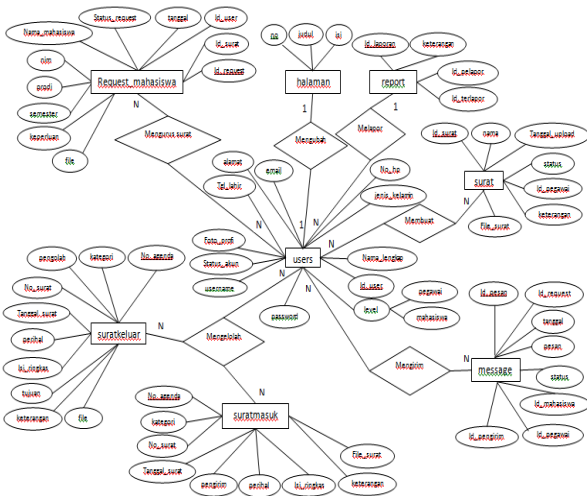 Status_request
tanggal
Id_user
Nama_mahasiswa
nim
Id_surat
Id_request
prodi
semester
keperluan
file
Request_mahasiswa
N
Mengurus surat
no
judul
isi
halaman
1
Mengubah
1
Id_laporan
keterangan
Id_pelapor
Id_terlapor
report
1
Melapor
N
Id_surat
nama
Tanggal_upload
status
Id_pegawai
keterangan
File_surat
surat
N
Membuat
N
alamat
email
No_hp
Tgl_lahir
jenis_kelamin
Foto_profi
Status_akun
username
password
Nama_lengkap
Id_user
level
pegawai
mahasiswa
users
N
N
N
pengolah
kategori
No_agenda
No_surat
Tanggal_surat
perihal
Isi_ringkas
tujuan
keterangan
file
suratkeluar
N
Mengelolah
N
No_agenda
kategori
No_surat
Tanggal_surat
pengirim
perihal
Isi_ringkas
keterangan
File_surat
suratmasuk
Mengirim
N
Id_pesan
Id_request
tanggal
pesan
status
Id_mahasiswa
Id_pegawai
Id_pengirim
message